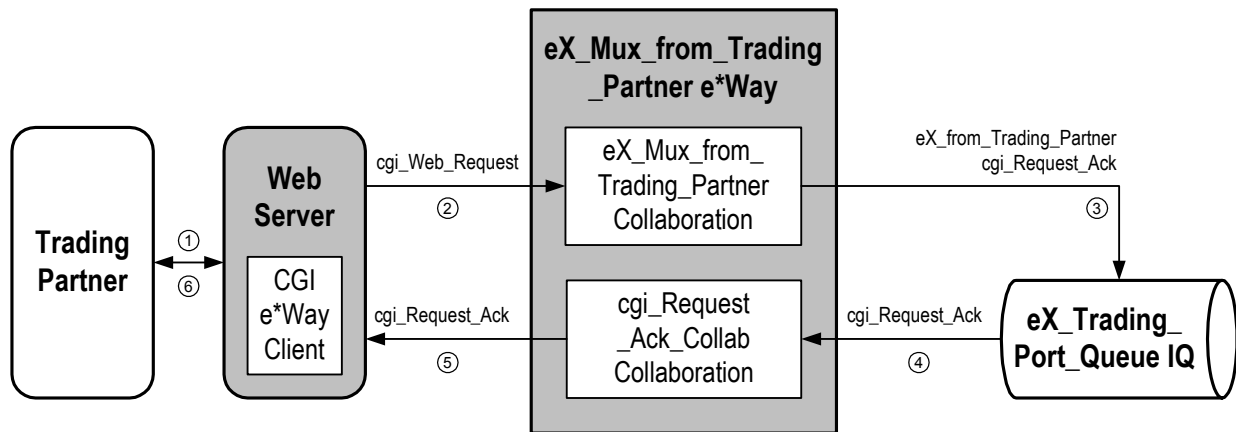 eX_Mux_from_Trading
_Partner e*Way
Trading
Partner
①
⑥
Web
Server
CGI
e*Way
Client
cgi_Web_Request
②
eX_Mux_from_
Trading_Partner
Collaboration
eX_from_Trading_Partner
cgi_Request_Ack
③
cgi_Request_Ack
⑤
cgi_Request
_Ack_Collab
Collaboration
cgi_Request_Ack
④
eX_Trading_
Port_Queue IQ